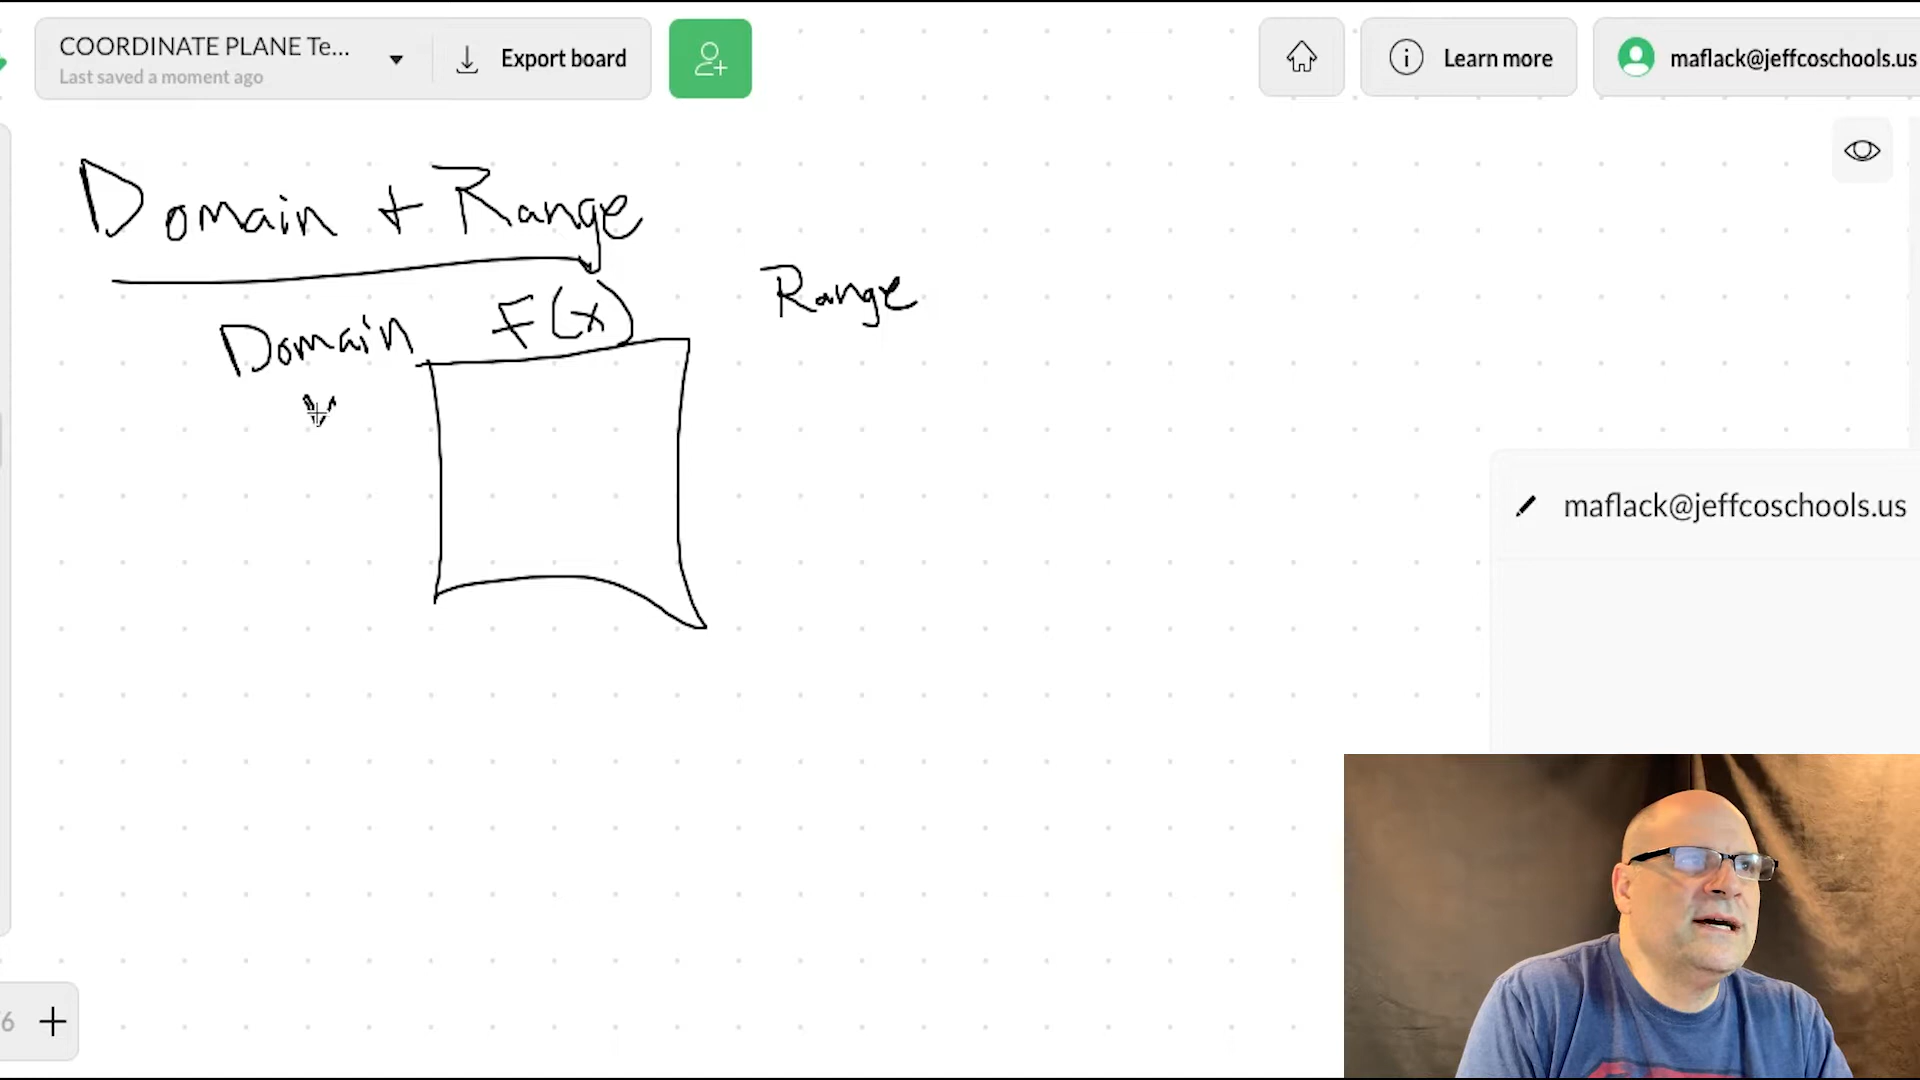 COORDINATE PLANE Te...
Last saved a moment ago
Export board
Learn more
maflack@jeffcoschools.us
Domain + Range
Domain F(x) Range
maflack@jeffcoschools.us
6